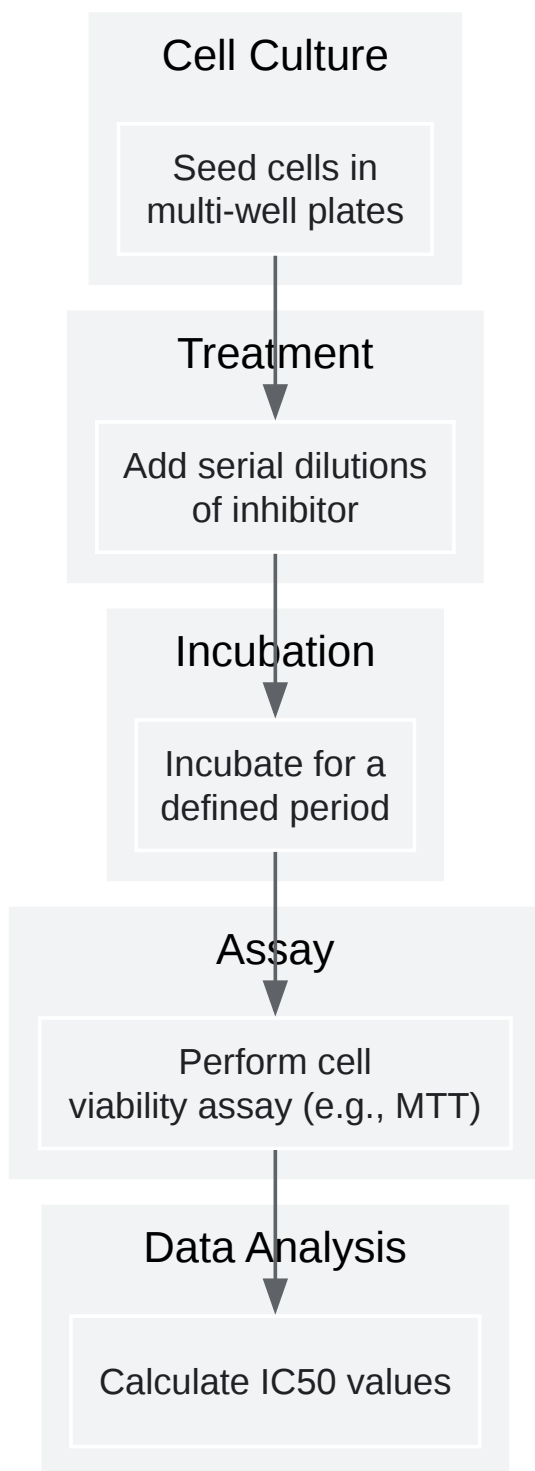 Cell Culture
Seed cells in
multi-well plates
Treatment
Add serial dilutions
of inhibitor
Incubation
Incubate for a
defined period
Assay
Perform cell
viability assay (e.g., MTT)
Data Analysis
Calculate IC50 values